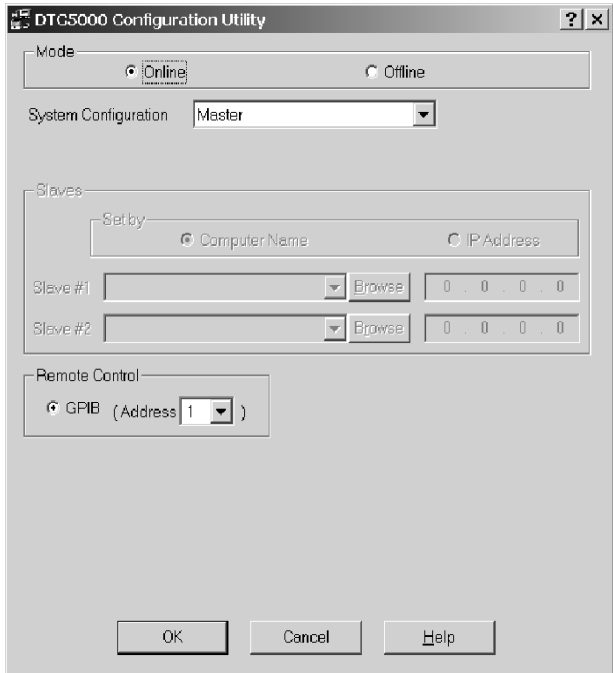 DTG5000 Configuration Utility
Mode
Online Offline
System Configuration Master
Slaves
Set by
Computer Name IP Address
Slave #1 Browse 0 . 0 . 0 . 0
Slave #2 Browse 0 . 0 . 0 . 0
Remote Control
GPIB ( Address 1 )
OK Cancel Help